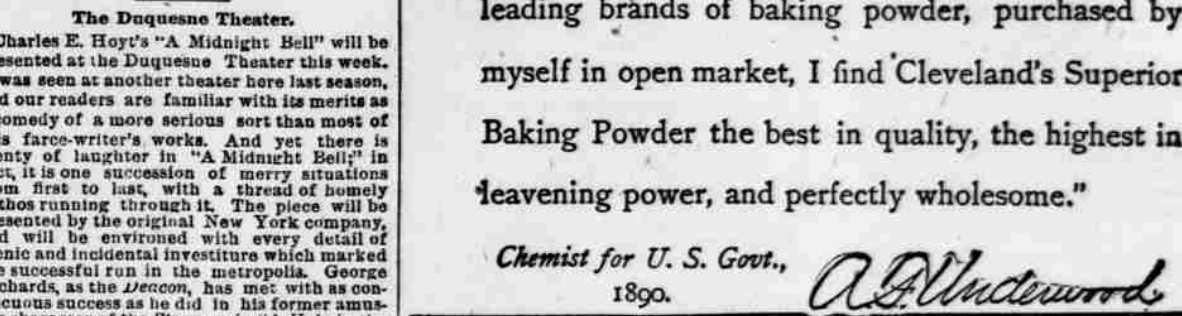 The Duquesne Theater.
Charles E. Hoyt's "A Midnight Bell" will be
esented at the Duquesne Theater this week.
was seen at another theater here last season,
d our readers are familiar with its merits as
omedy of a more serious sort than most of
s farce-writer's works. And yet there is
enty of laughter in "A Midnight Bell;" in
ct, it is one succession of merry situations
om first to last, with a thread of homely
thos running through it. The piece will be
esented by the original New York company,
d will be environed with every detail of
enic and incidental investiture which marked
e successful run in the metropolis. George
chards, as the Deacon, has met with as con-
cuous success as he did in his former amus-
leading brands of baking powder, purchased by
myself in open market, I find Cleveland's Superior
Baking Powder the best in quality, the highest in
leavening power, and perfectly wholesome."
Chemist for U. S. Govt.,
1890.
A. F. Underwood